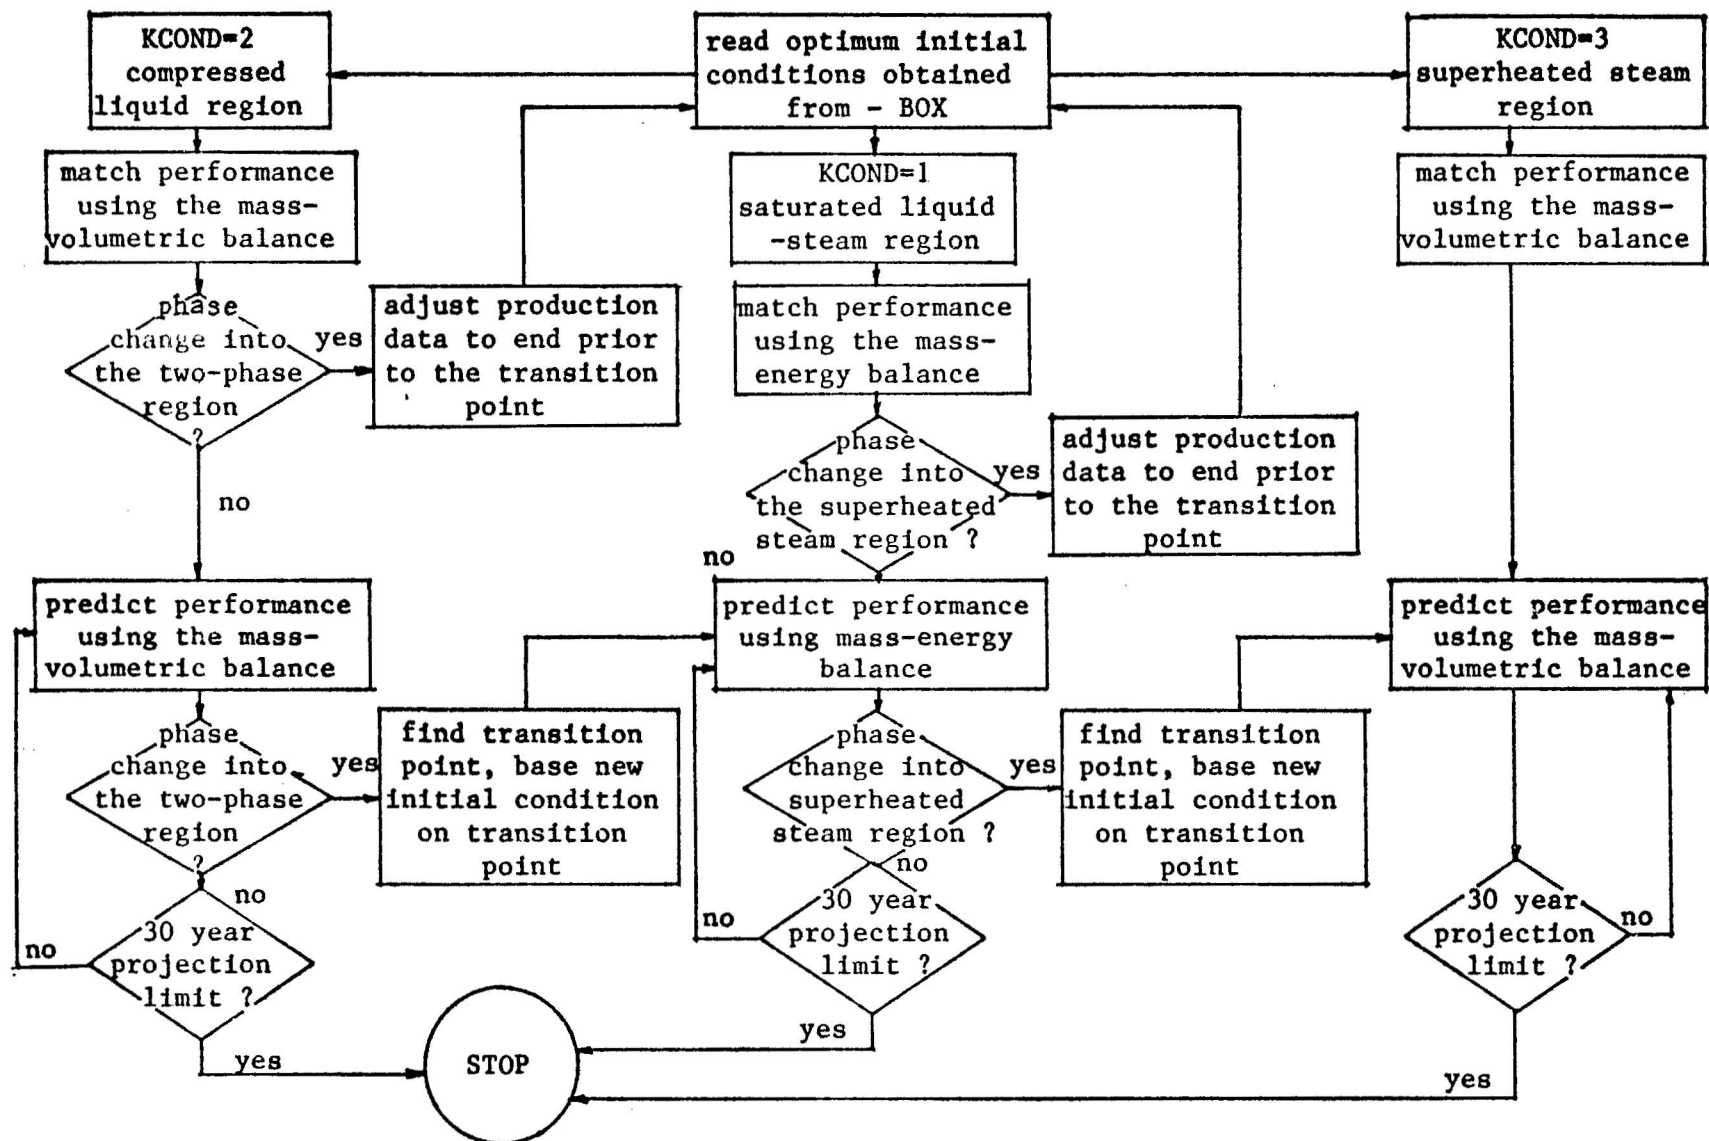 KCOND=2
compressed
liquid region
read optimum initial
conditions obtained
from - BOX
KCOND=3
superheated steam
region
match performance
using the mass-
volumetric balance
KCOND=1
saturated liquid
-steam region
match performance
using the mass-
volumetric balance
phase
change into
the two-phase
region
?
yes
adjust production
data to end prior
to the transition
point
match performance
using the mass-
energy balance
no
phase
change into
the superheated
steam region ?
yes
adjust production
data to end prior
to the transition
point
no
predict performance
using the mass-
volumetric balance
predict performance
using mass-energy
balance
predict performance
using the mass-
volumetric balance
phase
change into
the two-phase
region
?
yes
find transition
point, base new
initial condition
on transition
point
phase
change into
superheated
steam region ?
yes
find transition
point, base new
initial condition
on transition
point
no
30 year
projection
limit ?
no
no
30 year
projection
limit ?
no
30 year
projection
limit ?
no
yes
STOP
yes
yes